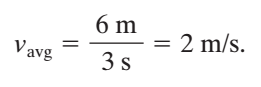 v_avg = 6 m / 3 s = 2 m/s.